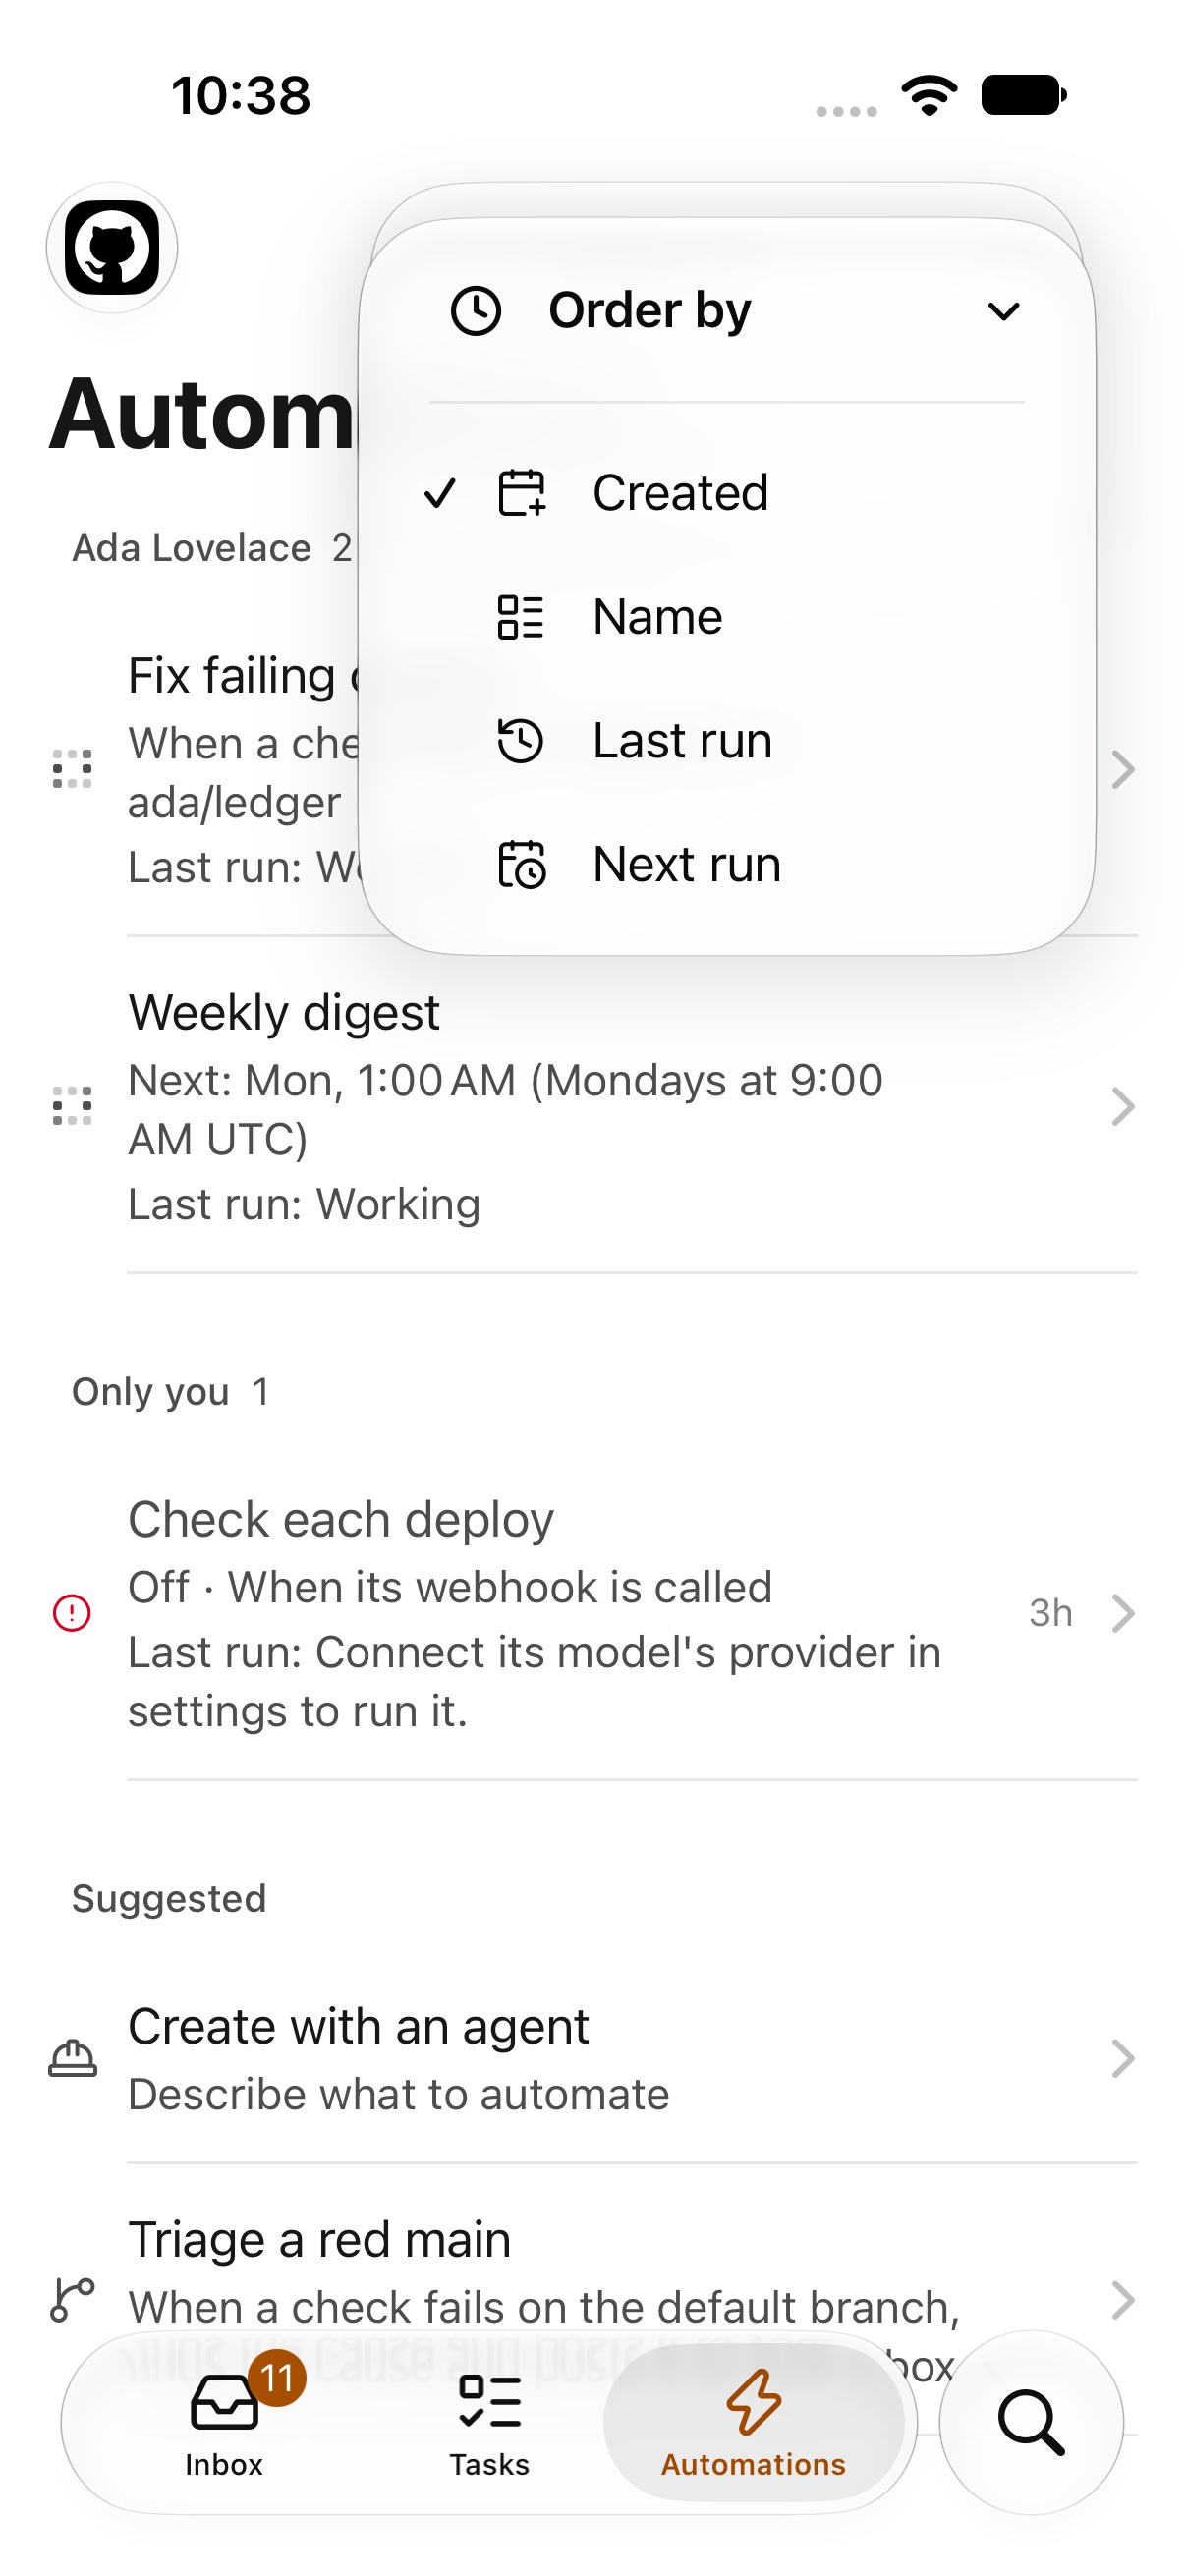 10:38
Order by
Created
Name
Last run
Next run
Ada Lovelace 2
Fix failing
When a
ada/ledger
Last run:
Weekly digest
Next: Mon, 1:00 AM (Mondays at 9:00
AM UTC)
Last run: Working
Only you 1
Check each deploy
Off · When its webhook is called
Last run: Connect its model's provider in
settings to run it.
3h
Suggested
Create with an agent
Describe what to automate
Triage a red main
When a check fails on the default branch,
11
Inbox
Tasks
Automations